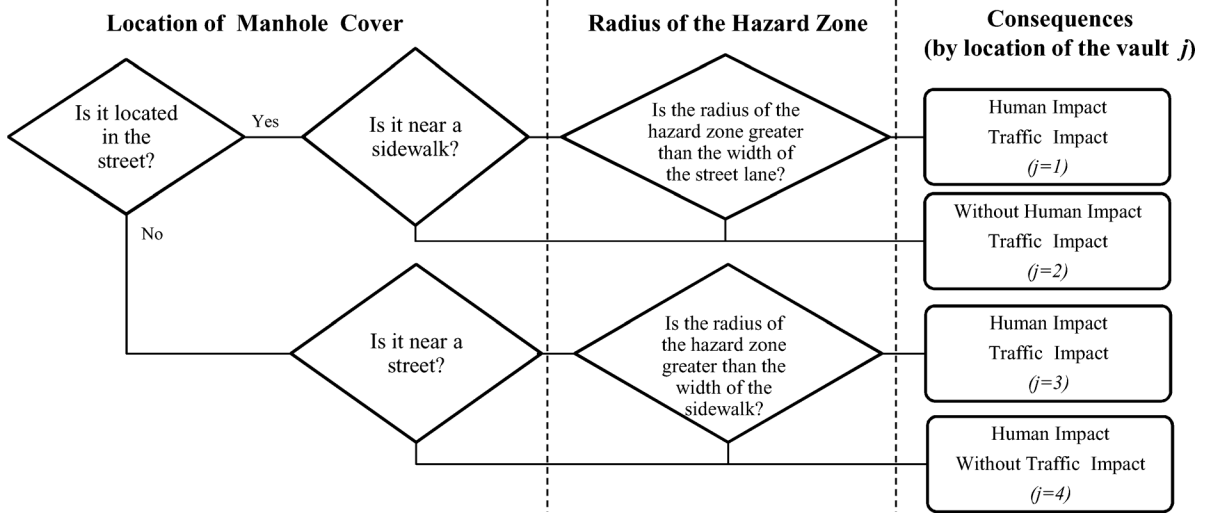 Location of Manhole Cover
Radius of the Hazard Zone
Consequences
(by location of the vault j)
Is it located
in the
street?
Yes
Is it near a
sidewalk?
Is the radius of the
hazard zone greater
than the width of
the street lane?
Human Impact
Traffic Impact
(j=1)
Without Human Impact
Traffic Impact
(j=2)
No
Is it near a
street?
Is the radius of
the hazard zone
greater than the
width of the
sidewalk?
Human Impact
Traffic Impact
(j=3)
Human Impact
Without Traffic Impact
(j=4)